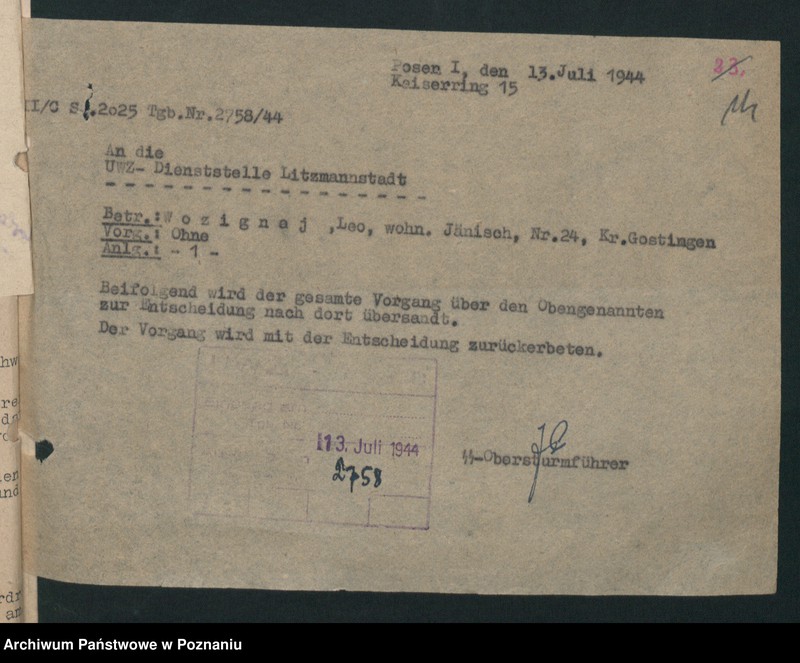 Posen I, den 13.Juli 1944
Kaiserring 15
23.
II/C S 2o25 Tgb.Nr.2758/44
An die
UWZ- Dienststelle Litzmannstadt
- - - - - - - - - - - - - - - - -
Betr.: W o z i g n e j ,Leo, wohn. Jänisch, Nr.24, Kr.Gostingen
Vorg.: Ohne
Anlg.: - 1 -
Beifolgend wird der gesamte Vorgang über den Obengenannten
zur Entscheidung nach dort übersandt.
Der Vorgang wird mit der Entscheidung zurückerbeten.
13. Juli 1944
2758
SS-Obersturmführer
Archiwum Państwowe w Poznaniu